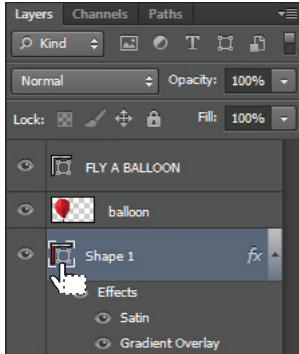 Layers Channels Paths
Kind T
Normal Opacity: 100%
Lock: Fill: 100%
FLY A BALLOON
balloon
Shape 1 fx
Effects
Satin
Gradient Overlay